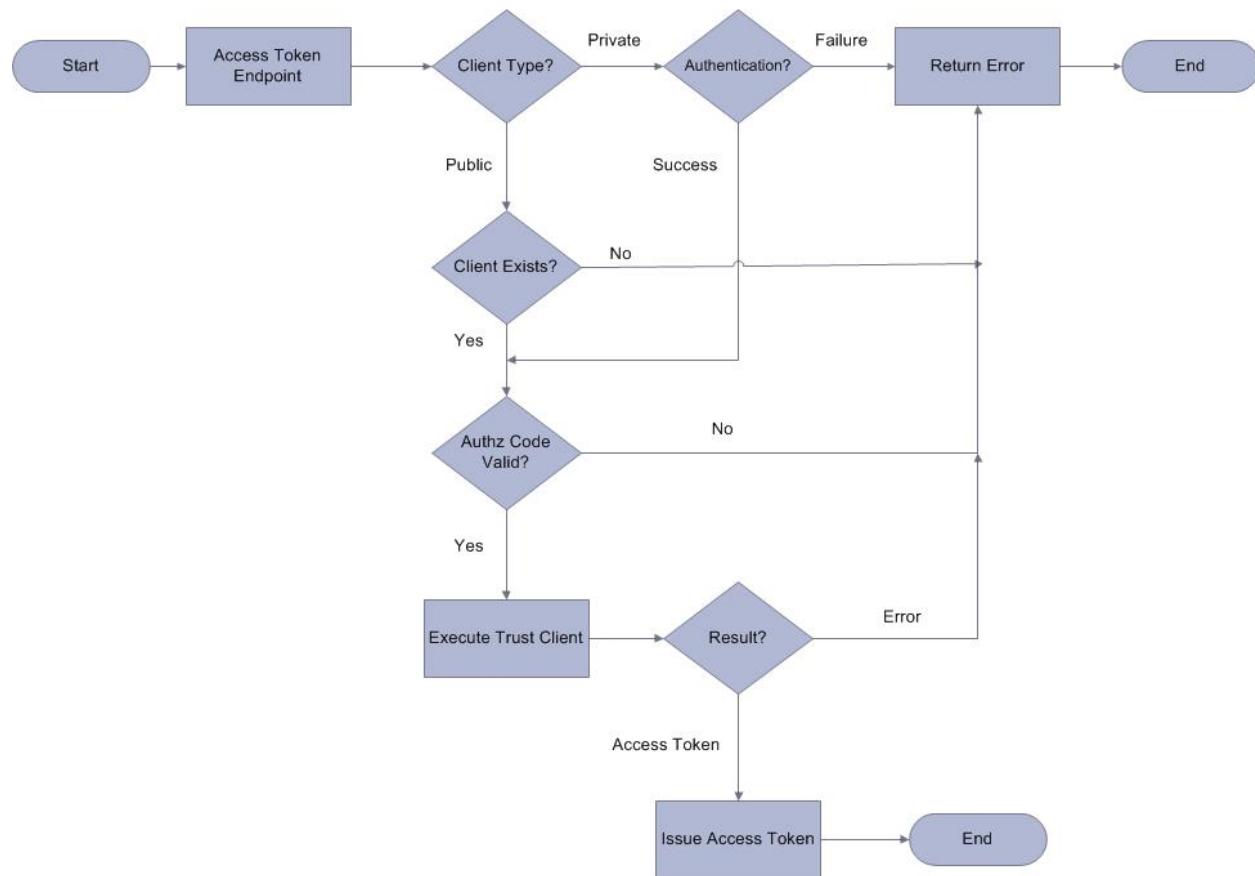 Start
Access Token
Endpoint
Client Type?
Private
Authentication?
Failure
Return Error
End
Public
Success
Client Exists?
No
Yes
Authz Code
Valid?
No
Yes
Execute Trust Client
Result?
Error
Access Token
Issue Access Token
End